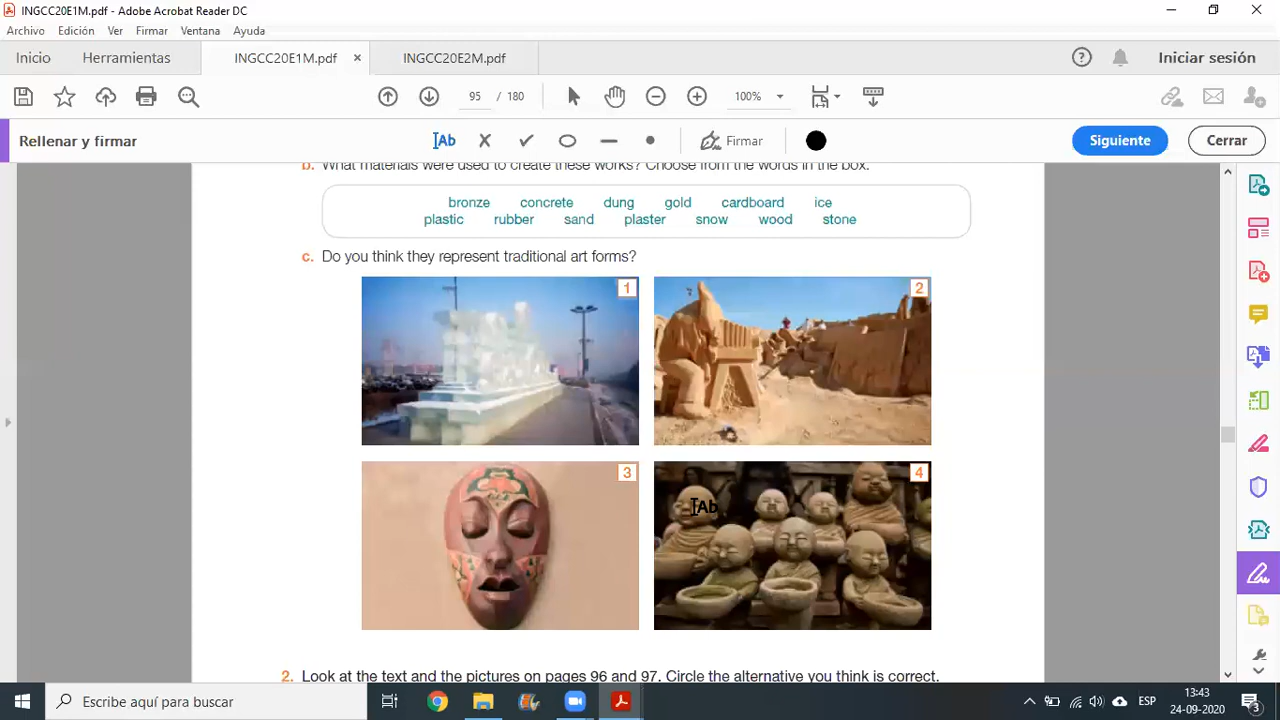 INGCC20E1M.pdf - Adobe Acrobat Reader DC
Archivo Edición Ver Firmar Ventana Ayuda
Inicio Herramientas INGCC20E1M.pdf × INGCC20E2M.pdf Iniciar sesión
95 / 180 100%
Rellenar y firmar Ab Firmar Siguiente Cerrar
b. What materials were used to create these works? Choose from the words in the box.
bronze concrete dung gold cardboard ice
plastic rubber sand plaster snow wood stone
c. Do you think they represent traditional art forms?
1 2
3 4
Ab
2. Look at the text and the pictures on pages 96 and 97. Circle the alternative you think is correct.
Escribe aquí para buscar ESP 13:43
24-09-2020 3